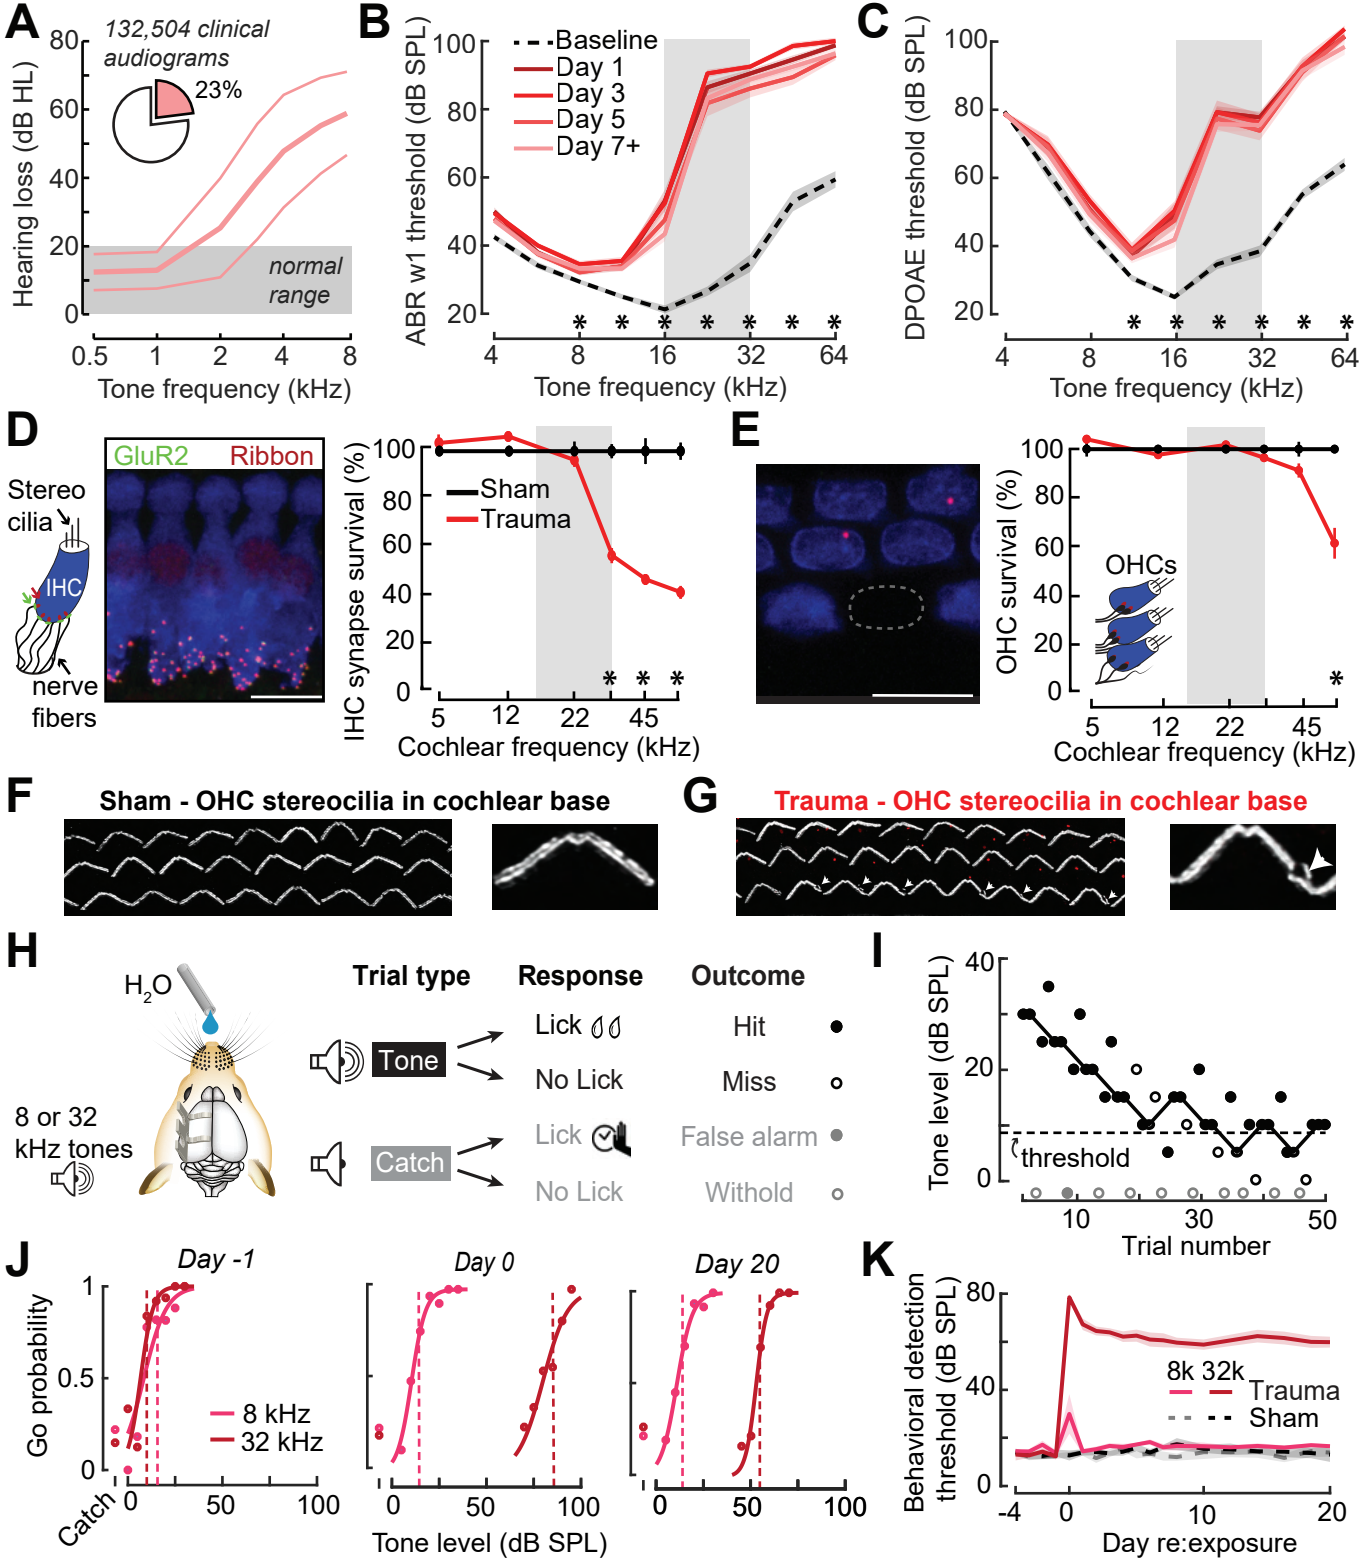 A
132,504 clinical
audiograms
23%
normal
range
Hearing loss (dB HL)
80
60
40
20
0
0.5 1 2 4 8
Tone frequency (kHz)
B
Baseline
Day 1
Day 3
Day 5
Day 7+
ABR w1 threshold (dB SPL)
100
80
60
40
20
* * * * * * *
4 8 16 32 64
Tone frequency (kHz)
C
DPOAE threshold (dB SPL)
100
80
60
40
20
* * * * * *
4 8 16 32 64
Tone frequency (kHz)
D
Stereo
cilia
IHC
nerve
fibers
GluR2 Ribbon
IHC synapse survival (%)
100
80
60
40
20
0
Sham
Trauma
* * *
5 12 22 45
Cochlear frequency (kHz)
E
OHC survival (%)
100
80
60
40
20
0
OHCs
*
5 12 22 45
Cochlear frequency (kHz)
F
Sham - OHC stereocilia in cochlear base
G
Trauma - OHC stereocilia in cochlear base
H
H2O
8 or 32
kHz tones
Trial type Response Outcome
Tone
Lick Hit
No Lick Miss
Catch
Lick False alarm
No Lick Withold
I
Tone level (dB SPL)
40
20
0
threshold
10 30 50
Trial number
J
Day -1 Day 0 Day 20
Go probability
1
0.5
0
8 kHz
32 kHz
Catch
0 50 100
0 50 100
0 50 100
Tone level (dB SPL)
K
Behavioral detection
threshold (dB SPL)
80
40
0
8k 32k
Trauma
Sham
-4 0 10 20
Day re:exposure